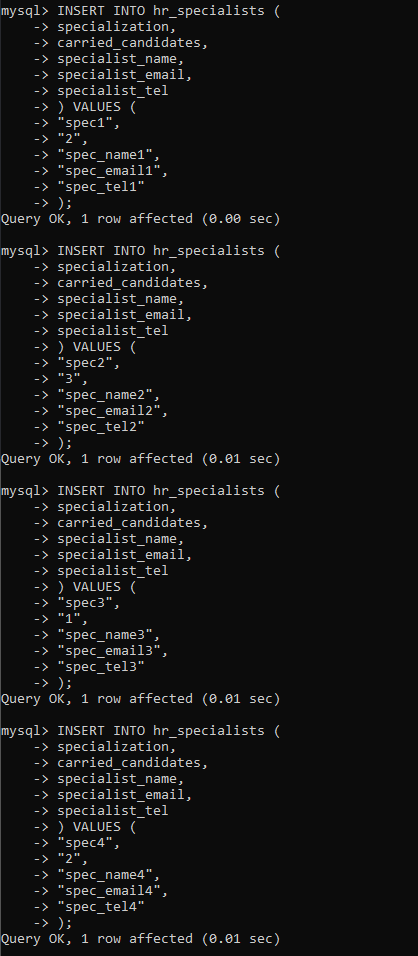 mysql> INSERT INTO hr_specialists (
    -> specialization,
    -> carried_candidates,
    -> specialist_name,
    -> specialist_email,
    -> specialist_tel
    -> ) VALUES (
    -> "spec1",
    -> "2",
    -> "spec_name1",
    -> "spec_email1",
    -> "spec_tel1"
    -> );
Query OK, 1 row affected (0.00 sec)

mysql> INSERT INTO hr_specialists (
    -> specialization,
    -> carried_candidates,
    -> specialist_name,
    -> specialist_email,
    -> specialist_tel
    -> ) VALUES (
    -> "spec2",
    -> "3",
    -> "spec_name2",
    -> "spec_email2",
    -> "spec_tel2"
    -> );
Query OK, 1 row affected (0.01 sec)

mysql> INSERT INTO hr_specialists (
    -> specialization,
    -> carried_candidates,
    -> specialist_name,
    -> specialist_email,
    -> specialist_tel
    -> ) VALUES (
    -> "spec3",
    -> "1",
    -> "spec_name3",
    -> "spec_email3",
    -> "spec_tel3"
    -> );
Query OK, 1 row affected (0.01 sec)

mysql> INSERT INTO hr_specialists (
    -> specialization,
    -> carried_candidates,
    -> specialist_name,
    -> specialist_email,
    -> specialist_tel
    -> ) VALUES (
    -> "spec4",
    -> "2",
    -> "spec_name4",
    -> "spec_email4",
    -> "spec_tel4"
    -> );
Query OK, 1 row affected (0.01 sec)